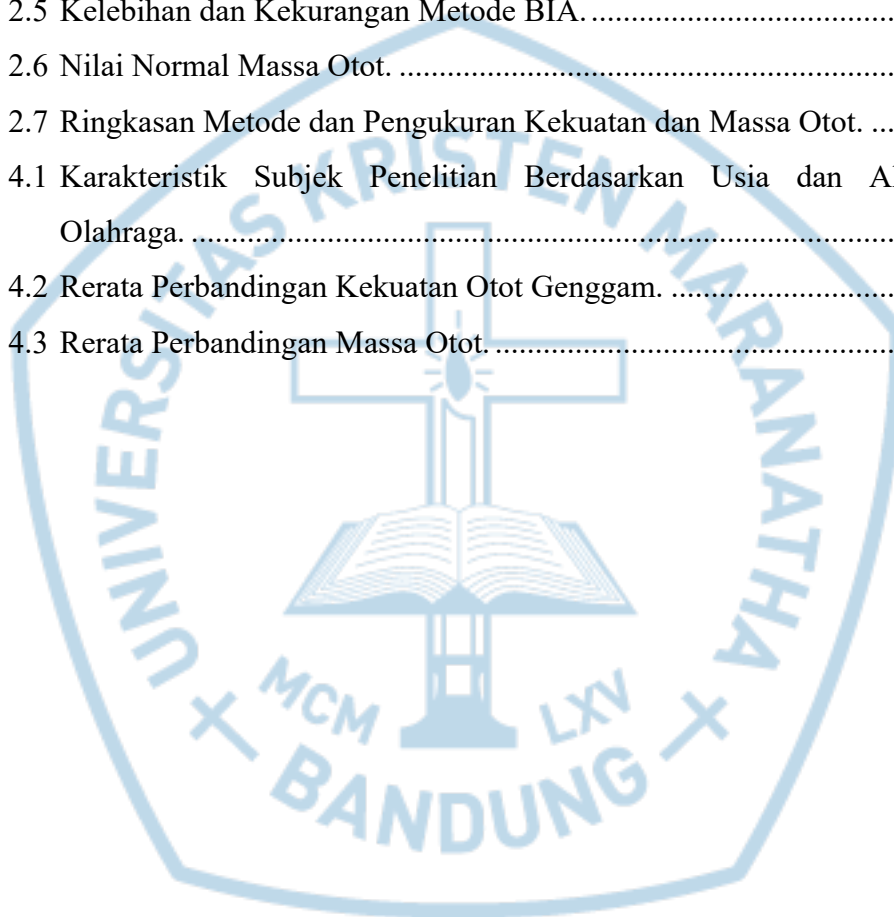 2.5 Kelebihan dan Kekurangan Metode BIA. ................................................
2.6 Nilai Normal Massa Otot. ................................................................
2.7 Ringkasan Metode dan Pengukuran Kekuatan dan Massa Otot. ...
4.1 Karakteristik Subjek Penelitian Berdasarkan Usia dan
Olahraga. ................................................................................
4.2 Rerata Perbandingan Kekuatan Otot Genggam. ..............................
4.3 Rerata Perbandingan Massa Otot. ....................................................
UNIVERSITAS KRISTEN MARANATHA
MCM LXV
BANDUNG